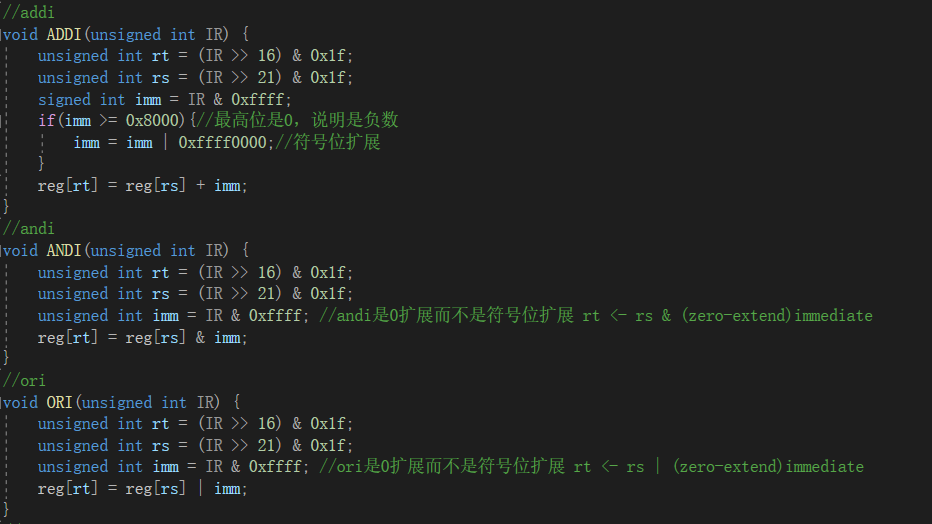 //addi
void ADDI(unsigned int IR) {
    unsigned int rt = (IR >> 16) & 0x1f;
    unsigned int rs = (IR >> 21) & 0x1f;
    signed int imm = IR & 0xffff;
    if(imm >= 0x8000){//最高位是0，说明是负数
        imm = imm | 0xffff0000;//符号位扩展
    }
    reg[rt] = reg[rs] + imm;
}
//andi
void ANDI(unsigned int IR) {
    unsigned int rt = (IR >> 16) & 0x1f;
    unsigned int rs = (IR >> 21) & 0x1f;
    unsigned int imm = IR & 0xffff; //andi是0扩展而不是符号位扩展 rt <- rs & (zero-extend)immediate
    reg[rt] = reg[rs] & imm;
}
//ori
void ORI(unsigned int IR) {
    unsigned int rt = (IR >> 16) & 0x1f;
    unsigned int rs = (IR >> 21) & 0x1f;
    unsigned int imm = IR & 0xffff; //ori是0扩展而不是符号位扩展 rt <- rs | (zero-extend)immediate
    reg[rt] = reg[rs] | imm;
}